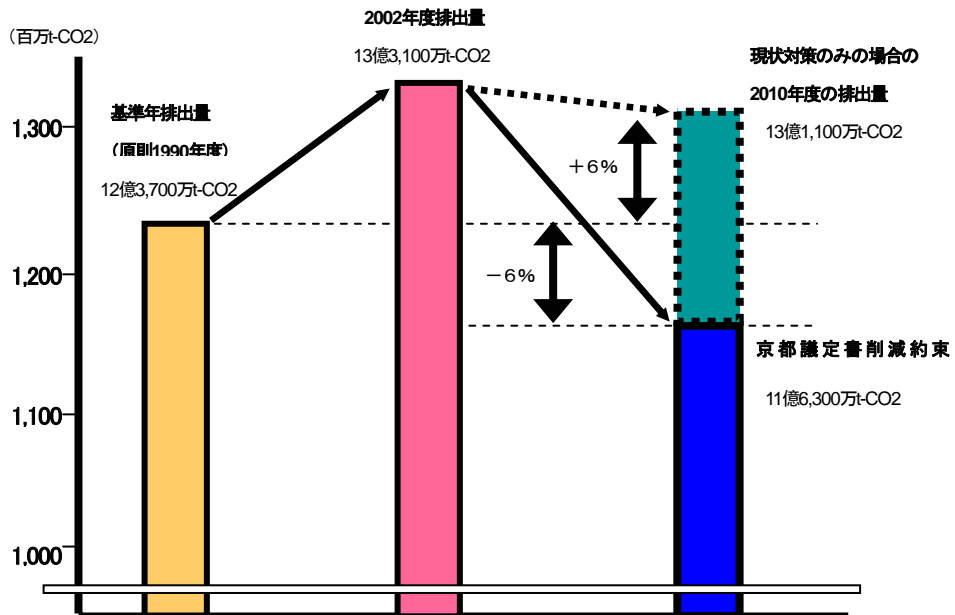 2002年度排出量
（百万t-CO2）
13億3,100万t-CO2
現状対策のみの場合の
2010年度の排出量
13億1,100万t-CO2
基準年排出量
（原則1990年度）
12億3,700万t-CO2
1,300
＋6%
1,200
－6%
京都議定書削減約束
11億6,300万t-CO2
1,100
1,000